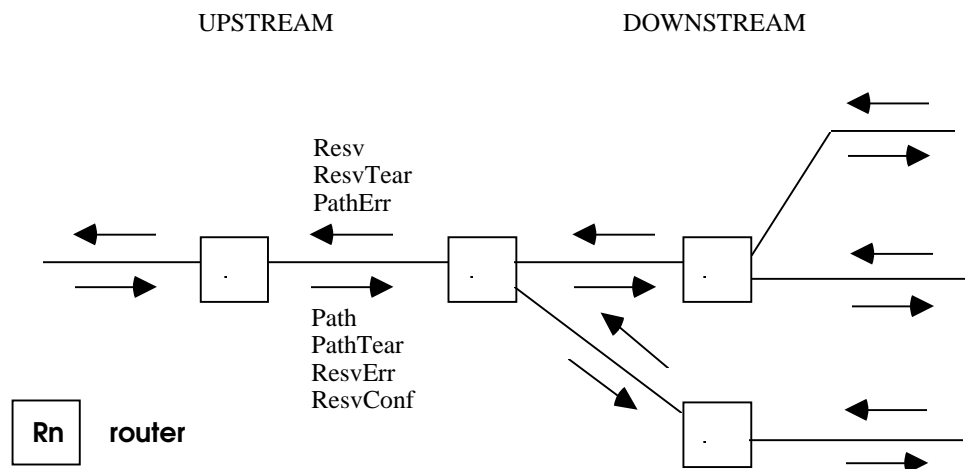 UPSTREAM DOWNSTREAM
Resv
ResvTear
PathErr
.
.
.
Path
PathTear
ResvErr
ResvConf
.
Rn router